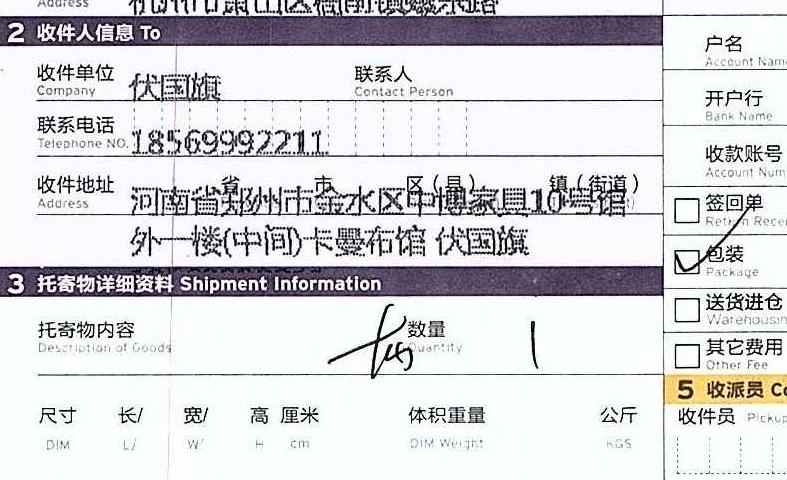 Address
2 收件人信息 To
收件单位 伏国旗 联系人
Company Contact Person
联系电话 18569992211
Telephone NO.
收件地址 省 市 区(县) 镇(街道)
Address 河南省郑州市金水区中博家具10号馆
外一楼(中间)卡曼布馆 伏国旗
3 托寄物详细资料 Shipment Information
托寄物内容 数量 1
Description of Goods Quantity
尺寸 长/ 宽/ 高 厘米 体积重量 公斤
DIM L/ W/ H cm DIM Weight KGS
户名
Account Name
开户行
Bank Name
收款账号
Account Num
签回单
Return Recei
包装
Package
送货进仓
Warehousin
其它费用
Other Fee
5 收派员 Co
收件员 Pickup